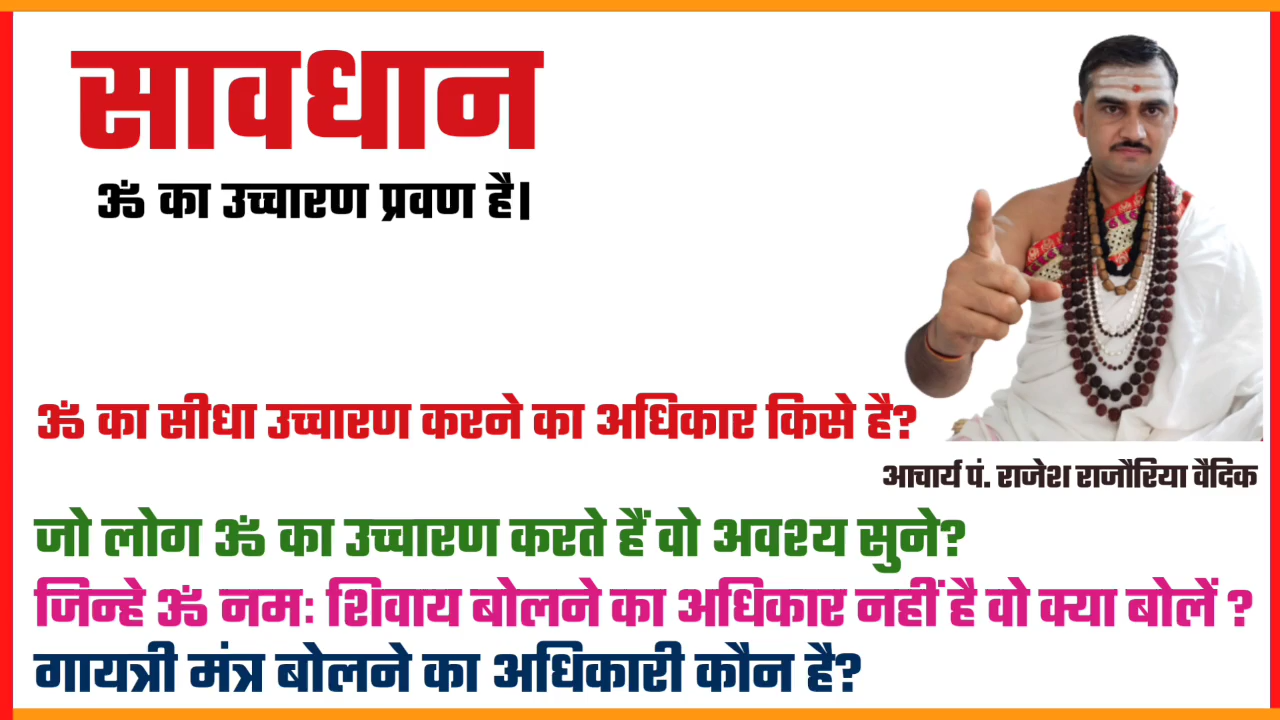 सावधान
ॐ का उच्चारण प्रवण है।
ॐ का सीधा उच्चारण करने का अधिकार किसे है?
आचार्य पं. राजेश राजौरिया वैदिक
जो लोग ॐ का उच्चारण करते हैं वो अवश्य सुने?
जिन्हे ॐ नमः शिवाय बोलने का अधिकार नहीं है वो क्या बोलें ?
गायत्री मंत्र बोलने का अधिकारी कौन है?